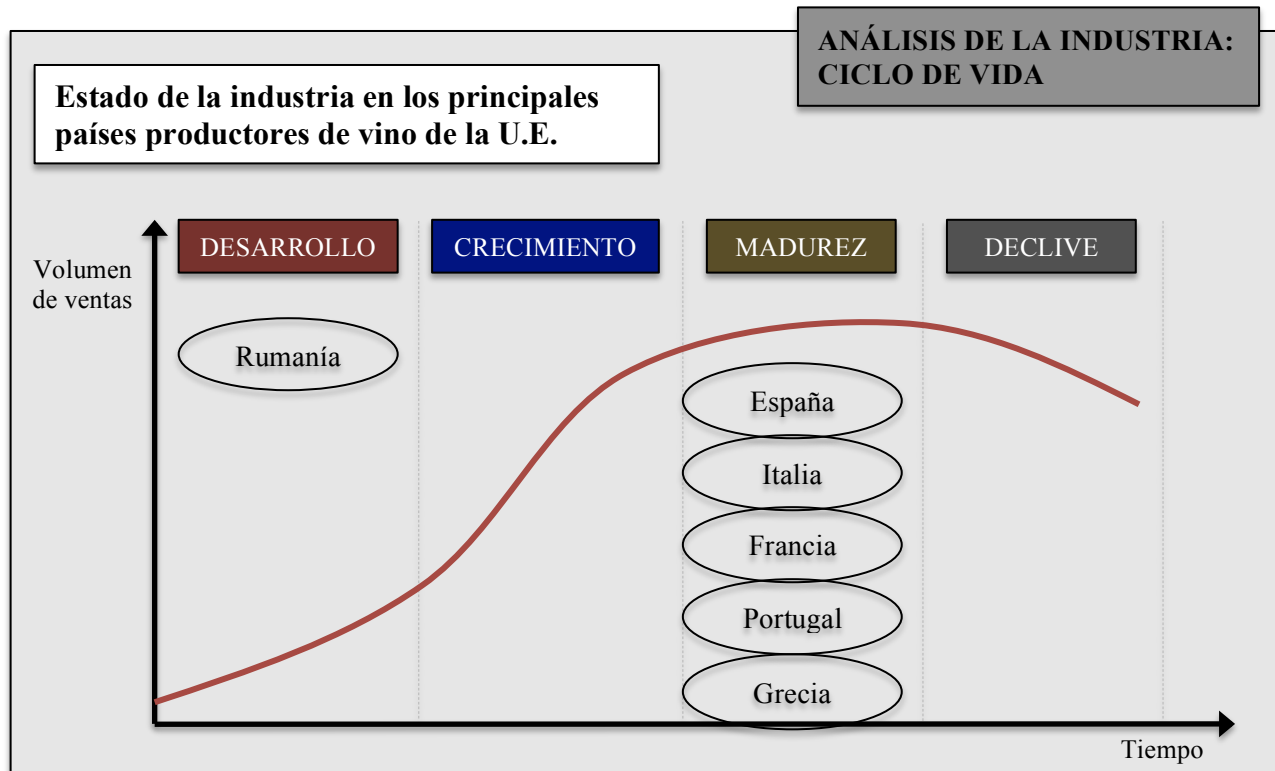 ANÁLISIS DE LA INDUSTRIA:
CICLO DE VIDA
Estado de la industria en los principales
países productores de vino de la U.E.
DESARROLLO
CRECIMIENTO
MADUREZ
DECLIVE
Volumen
de ventas
Rumanía
España
Italia
Francia
Portugal
Grecia
Tiempo